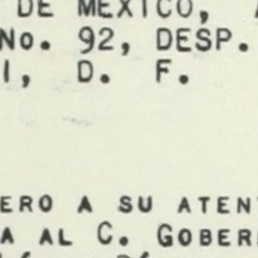 DE MEXICO,
No. 92, DESP.
D. F.
ERO A SU ATEN
A AL C. GOBER